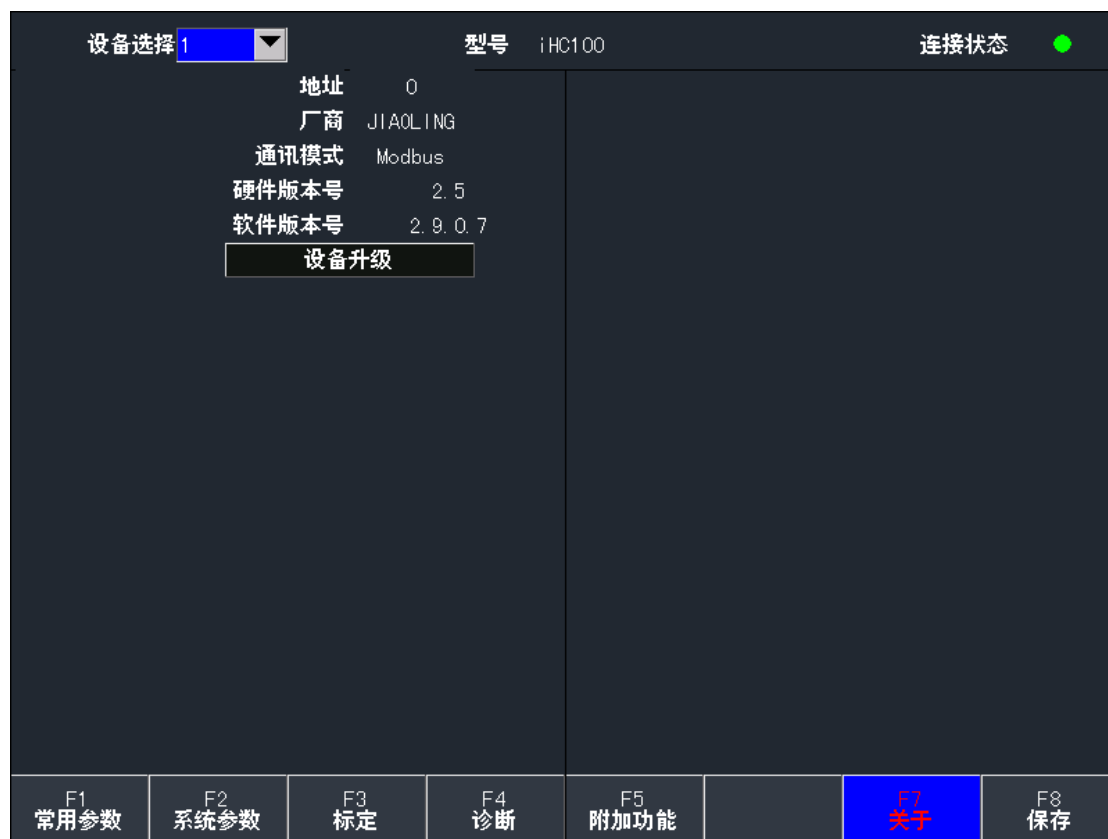 设备选择 1 型号 iHC100 连接状态
地址 0
厂商 JIAOLING
通讯模式 Modbus
硬件版本号 2.5
软件版本号 2.9.0.7
设备升级
F1 F2 F3 F4 F5 F7 F8
常用参数 系统参数 标定 诊断 附加功能 关于 保存